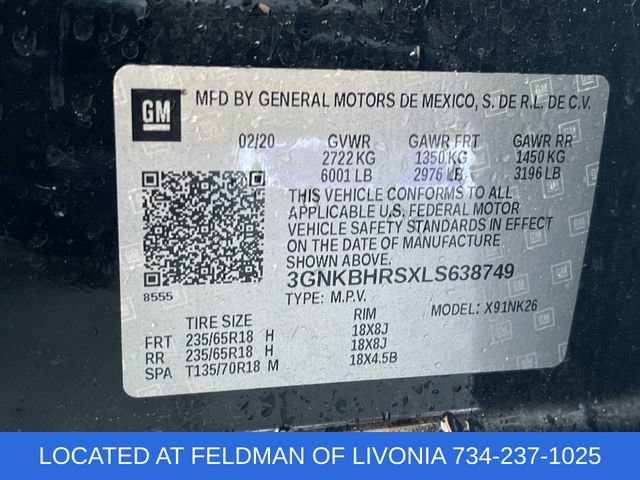 GM
MFD BY GENERAL MOTORS DE MEXICO, S. DE R.L. DE C.V.
02/20 GVWR GAWR FRT GAWR RR
2722 KG 1350 KG 1450 KG
6001 LB 2976 LB 3196 LB
THIS VEHICLE CONFORMS TO ALL
APPLICABLE U.S. FEDERAL MOTOR
VEHICLE SAFETY STANDARDS IN EFFECT
ON THE DATE OF MANUFACTURE
SHOWN ABOVE.
3GNKBHRSXLS638749
8555 TYPE: M.P.V. MODEL: X91NK26
TIRE SIZE RIM
FRT 235/65R18 H 18X8J
RR 235/65R18 H 18X8J
SPA T135/70R18 M 18X4.5B
LOCATED AT FELDMAN OF LIVONIA 734-237-1025